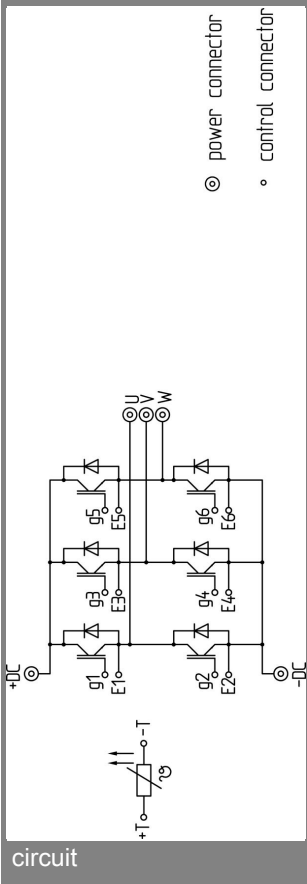 power connector
control connector
U
V
W
g5
E5
g6
E6
g3
E3
g4
E4
+DC
g1
E1
g2
E2
-DC
-T
+T
ϑ
circuit